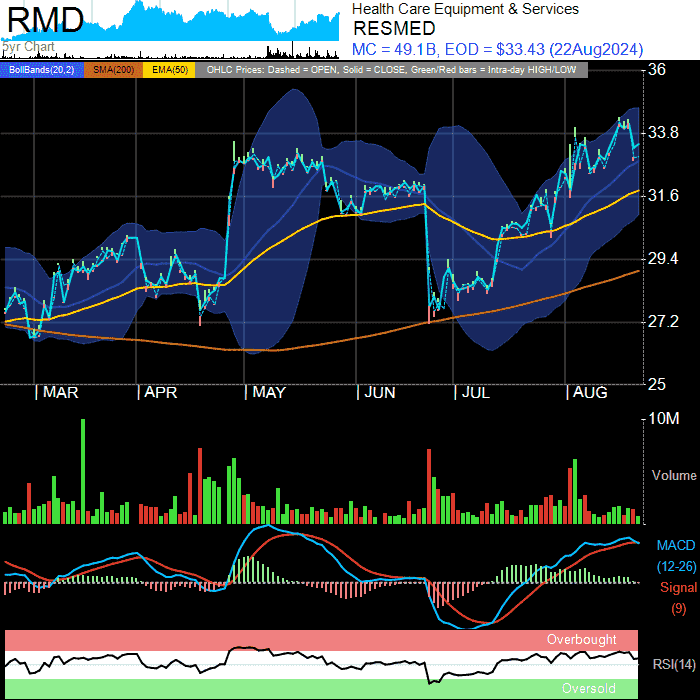 RMD
Health Care Equipment & Services
RESMED
5yr Chart
MC = 49.1B, EOD = $33.43 (22Aug2024)
BollBands(20,2) SMA(200) EMA(50) OHLC Prices: Dashed = OPEN, Solid = CLOSE, Green/Red bars = Intra-day HIGH/LOW
36
33.8
31.6
29.4
27.2
25
| MAR | APR | MAY | JUN | JUL | AUG
10M
Volume
MACD
(12-26)
Signal
(9)
Overbought
RSI(14)
Oversold